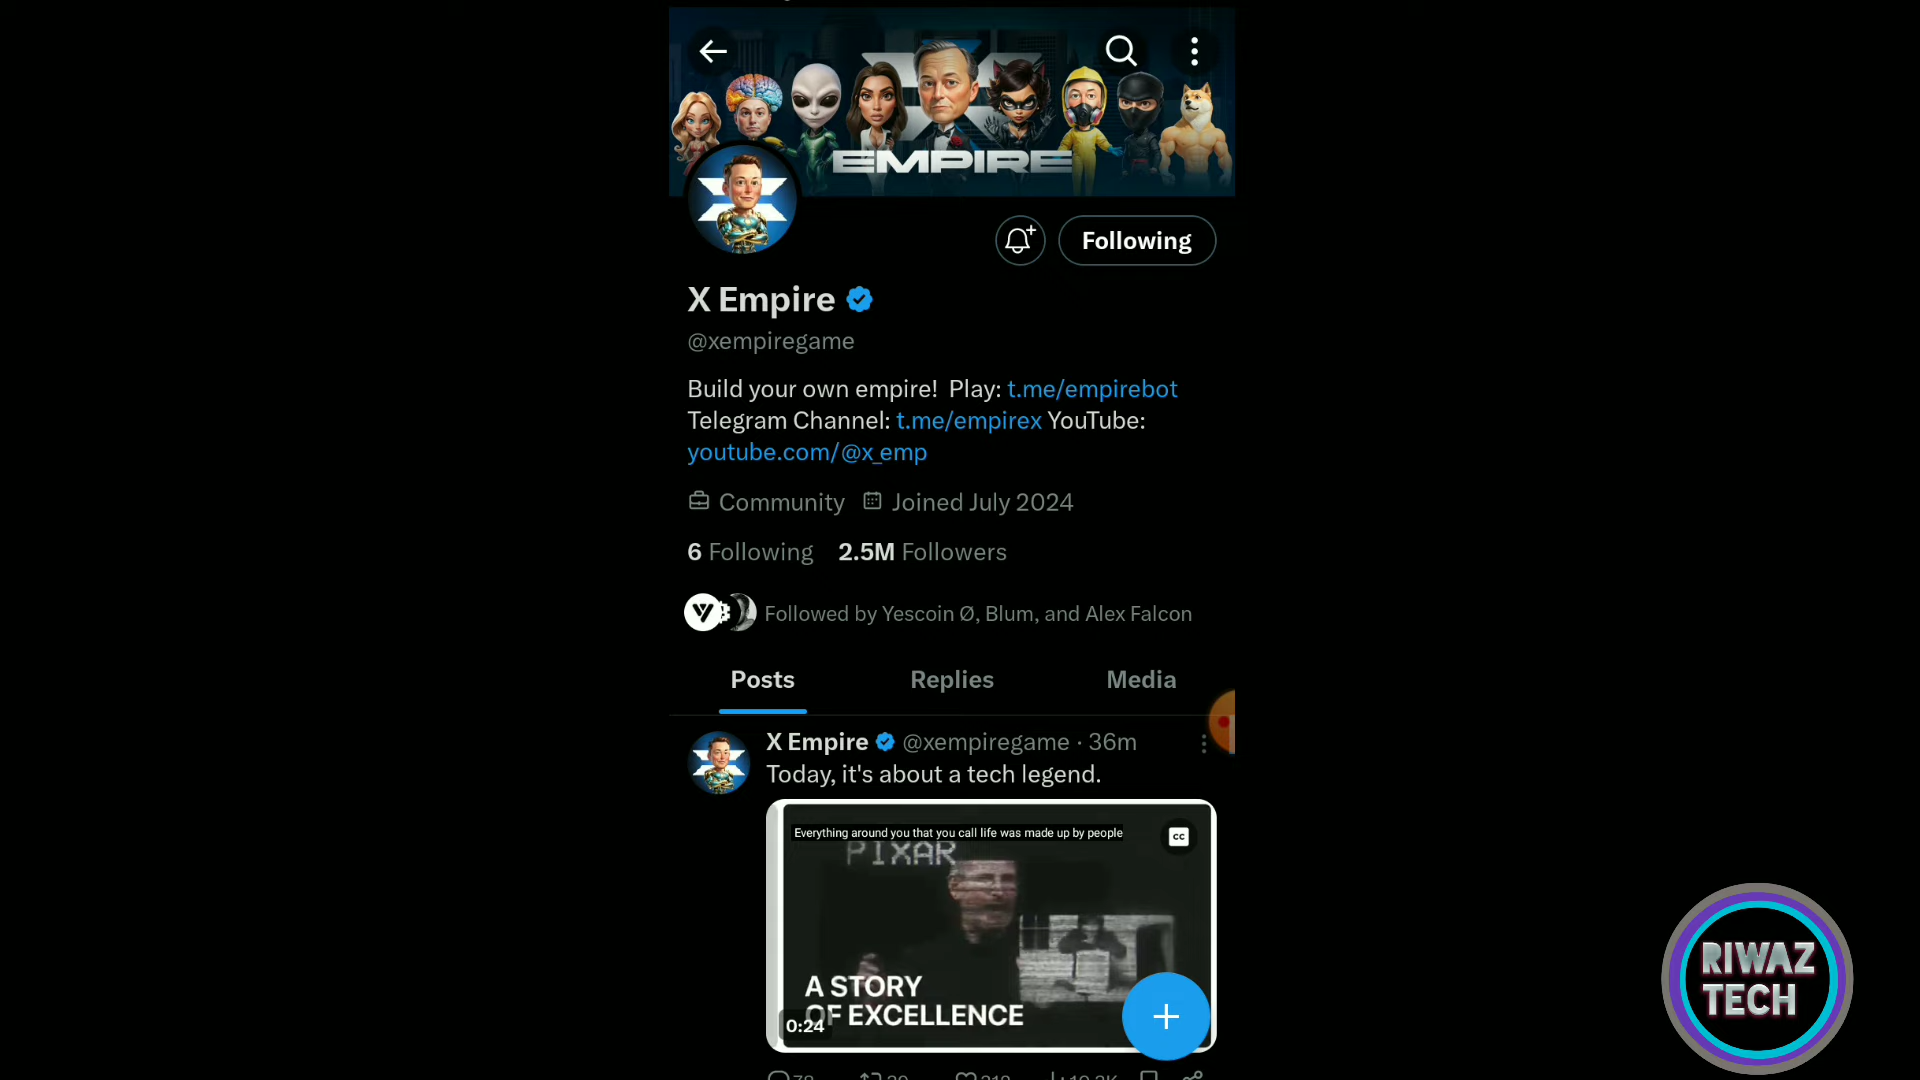 EMPIRE
Following
X Empire
@xempiregame
Build your own empire! Play: t.me/empirebot
Telegram Channel: t.me/empirex YouTube:
youtube.com/@x_emp
Community Joined July 2024
6 Following 2.5M Followers
Followed by Yescoin Ø, Blum, and Alex Falcon
Posts Replies Media
X Empire @xempiregame · 36m
Today, it's about a tech legend.
Everything around you that you call life was made up by people
CC
PIXAR
A STORY
OF EXCELLENCE
0:24
RIWAZ
TECH